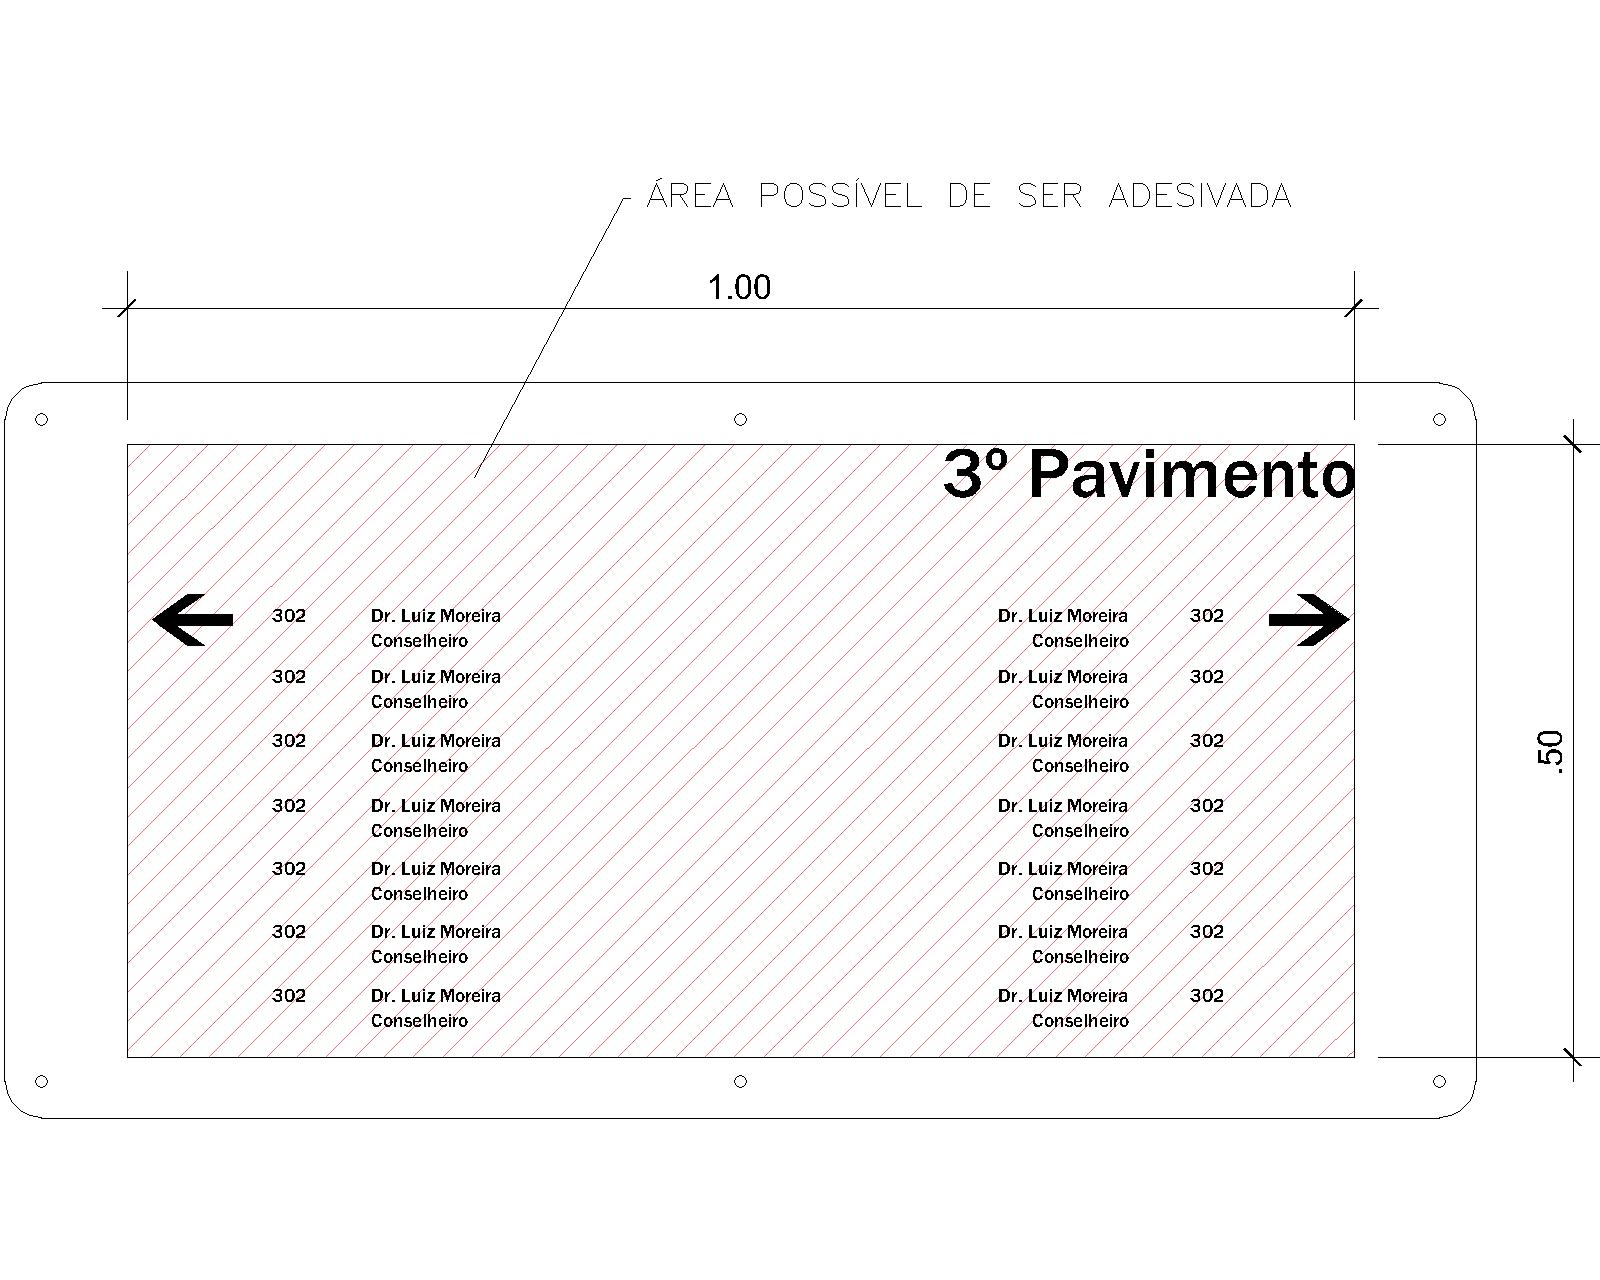 ÁREA POSSÍVEL DE SER ADESIVADA
1.00
3º Pavimento
302 Dr. Luiz Moreira Dr. Luiz Moreira 302
Conselheiro Conselheiro
302 Dr. Luiz Moreira Dr. Luiz Moreira 302
Conselheiro Conselheiro
302 Dr. Luiz Moreira Dr. Luiz Moreira 302
Conselheiro Conselheiro
302 Dr. Luiz Moreira Dr. Luiz Moreira 302
Conselheiro Conselheiro
302 Dr. Luiz Moreira Dr. Luiz Moreira 302
Conselheiro Conselheiro
302 Dr. Luiz Moreira Dr. Luiz Moreira 302
Conselheiro Conselheiro
302 Dr. Luiz Moreira Dr. Luiz Moreira 302
Conselheiro Conselheiro
.50